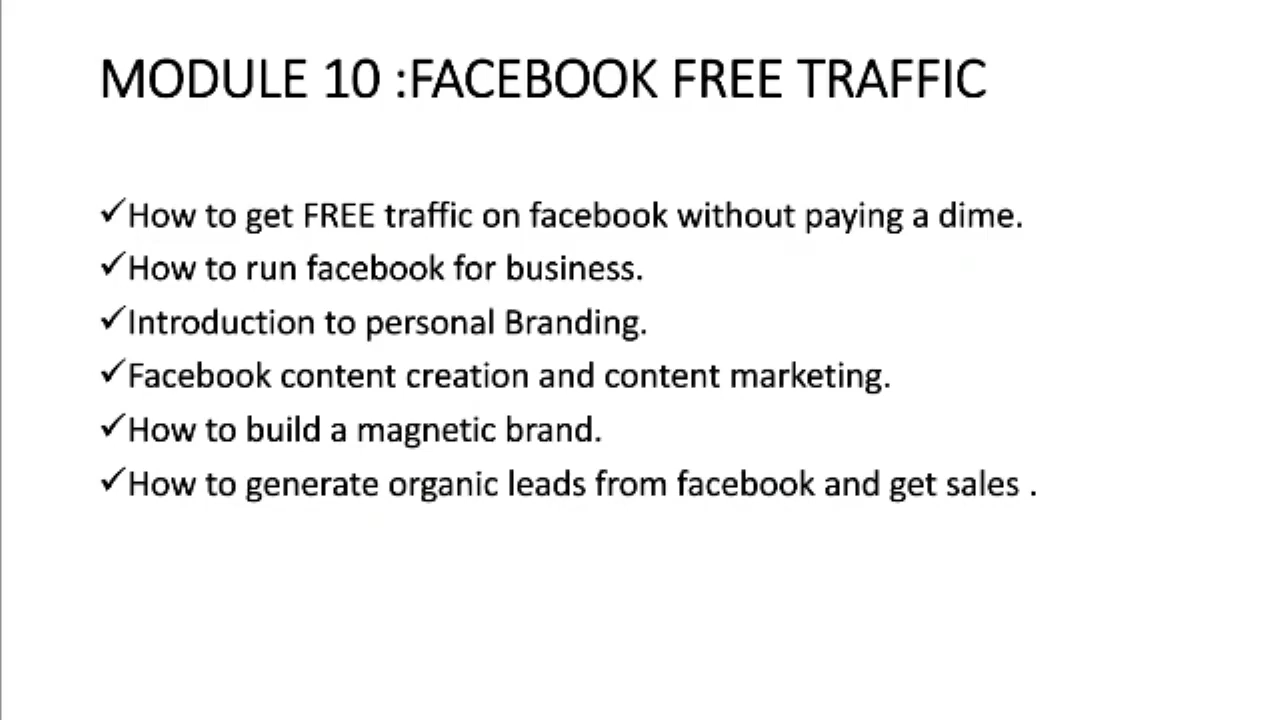 MODULE 10 :FACEBOOK FREE TRAFFIC
✓How to get FREE traffic on facebook without paying a dime.
✓How to run facebook for business.
✓Introduction to personal Branding.
✓Facebook content creation and content marketing.
✓How to build a magnetic brand.
✓How to generate organic leads from facebook and get sales .